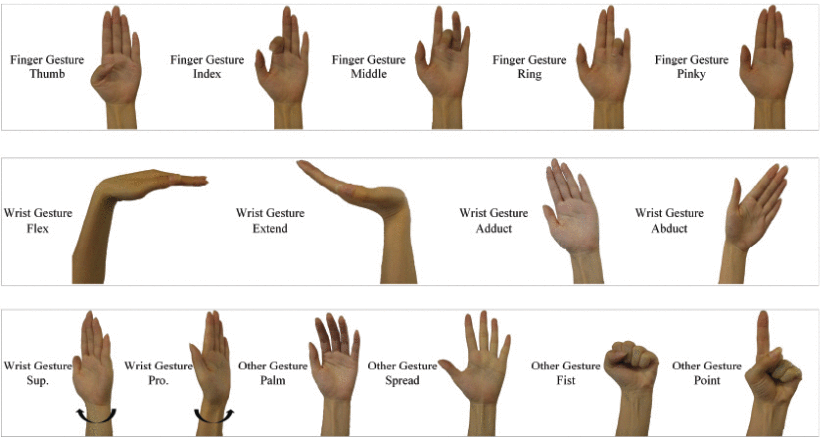 Finger Gesture
Thumb
Finger Gesture
Index
Finger Gesture
Middle
Finger Gesture
Ring
Finger Gesture
Pinky
Wrist Gesture
Flex
Wrist Gesture
Extend
Wrist Gesture
Adduct
Wrist Gesture
Abduct
Wrist Gesture
Sup.
Wrist Gesture
Pro.
Other Gesture
Palm
Other Gesture
Spread
Other Gesture
Fist
Other Gesture
Point